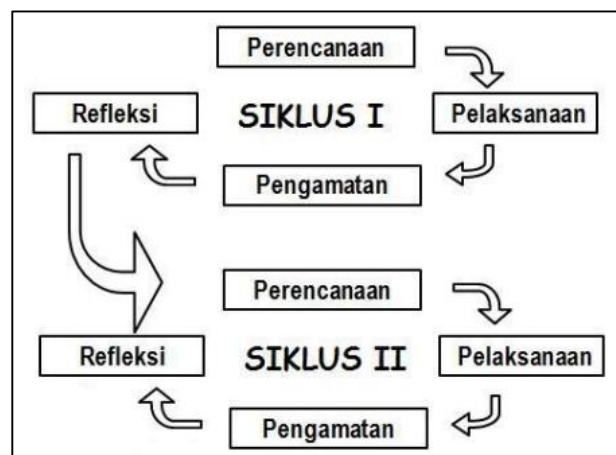 Perencanaan
Refleksi
SIKLUS I
Pelaksanaan
Pengamatan
Perencanaan
Refleksi
SIKLUS II
Pelaksanaan
Pengamatan